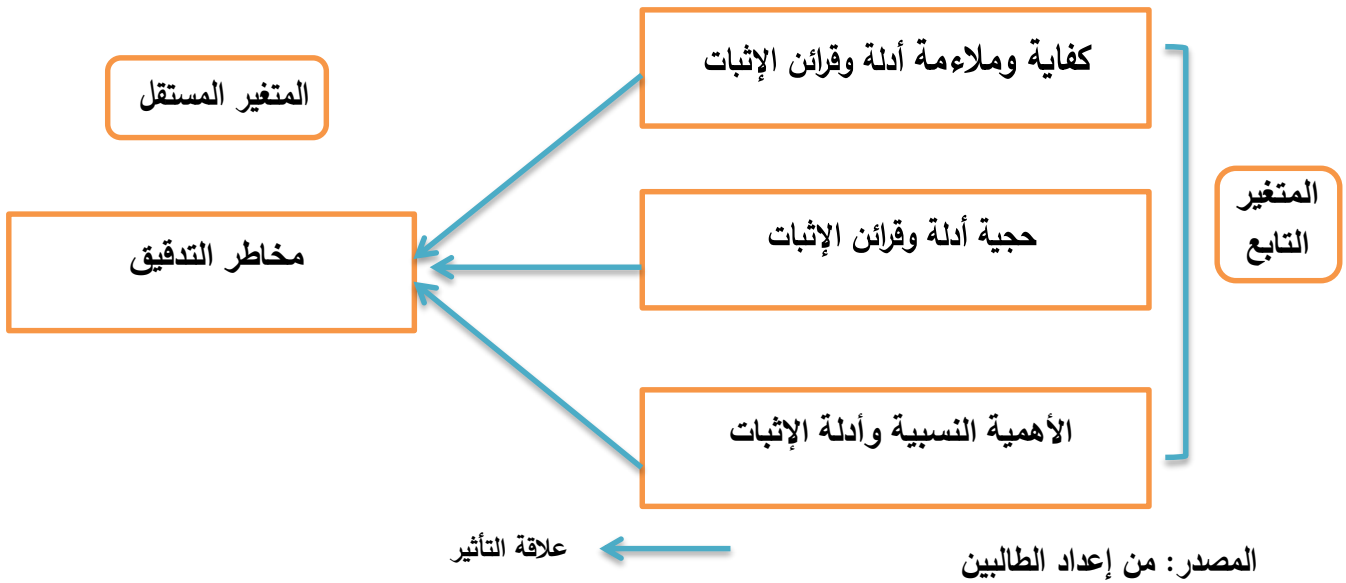 كفاية وملاءمة أدلة وقرائن الإثبات
المتغير المستقل
المتغير
التابع
حجية أدلة وقرائن الإثبات
مخاطر التدقيق
الأهمية النسبية وأدلة الإثبات
علاقة التأثير
المصدر: من إعداد الطالبين